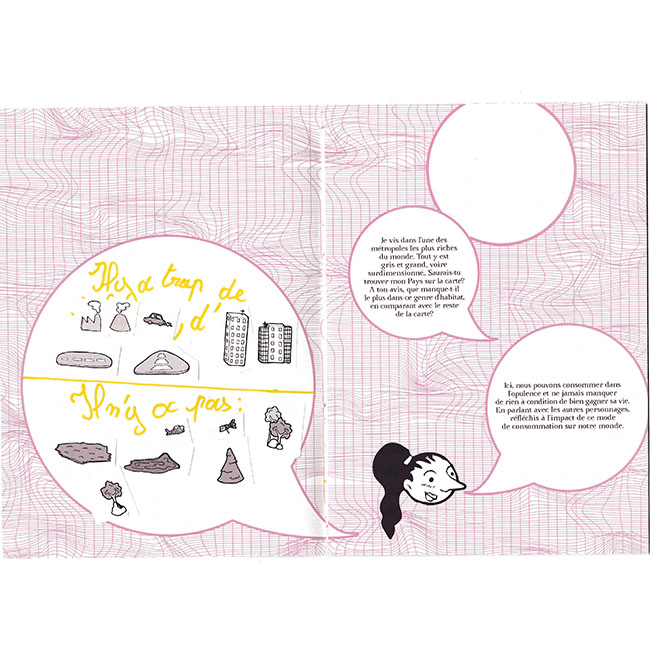 Il y a trop de
, d'
Il n'y a pas :
Je vis dans l'une des
métropoles les plus riches
du monde. Tout y est
gris et grand, voire
surdimensionné. Saurais-tu
trouver mon Pays sur la carte?
A ton avis, que manque-t-il
le plus dans ce genre d'habitat,
en comparant avec le reste
de la carte?
Ici, nous pouvons consommer dans
l'opulence et ne jamais manquer
de rien à condition de bien gagner sa vie.
En parlant avec les autres personnages,
réfléchis à l'impact de ce mode
de consommation sur notre monde.